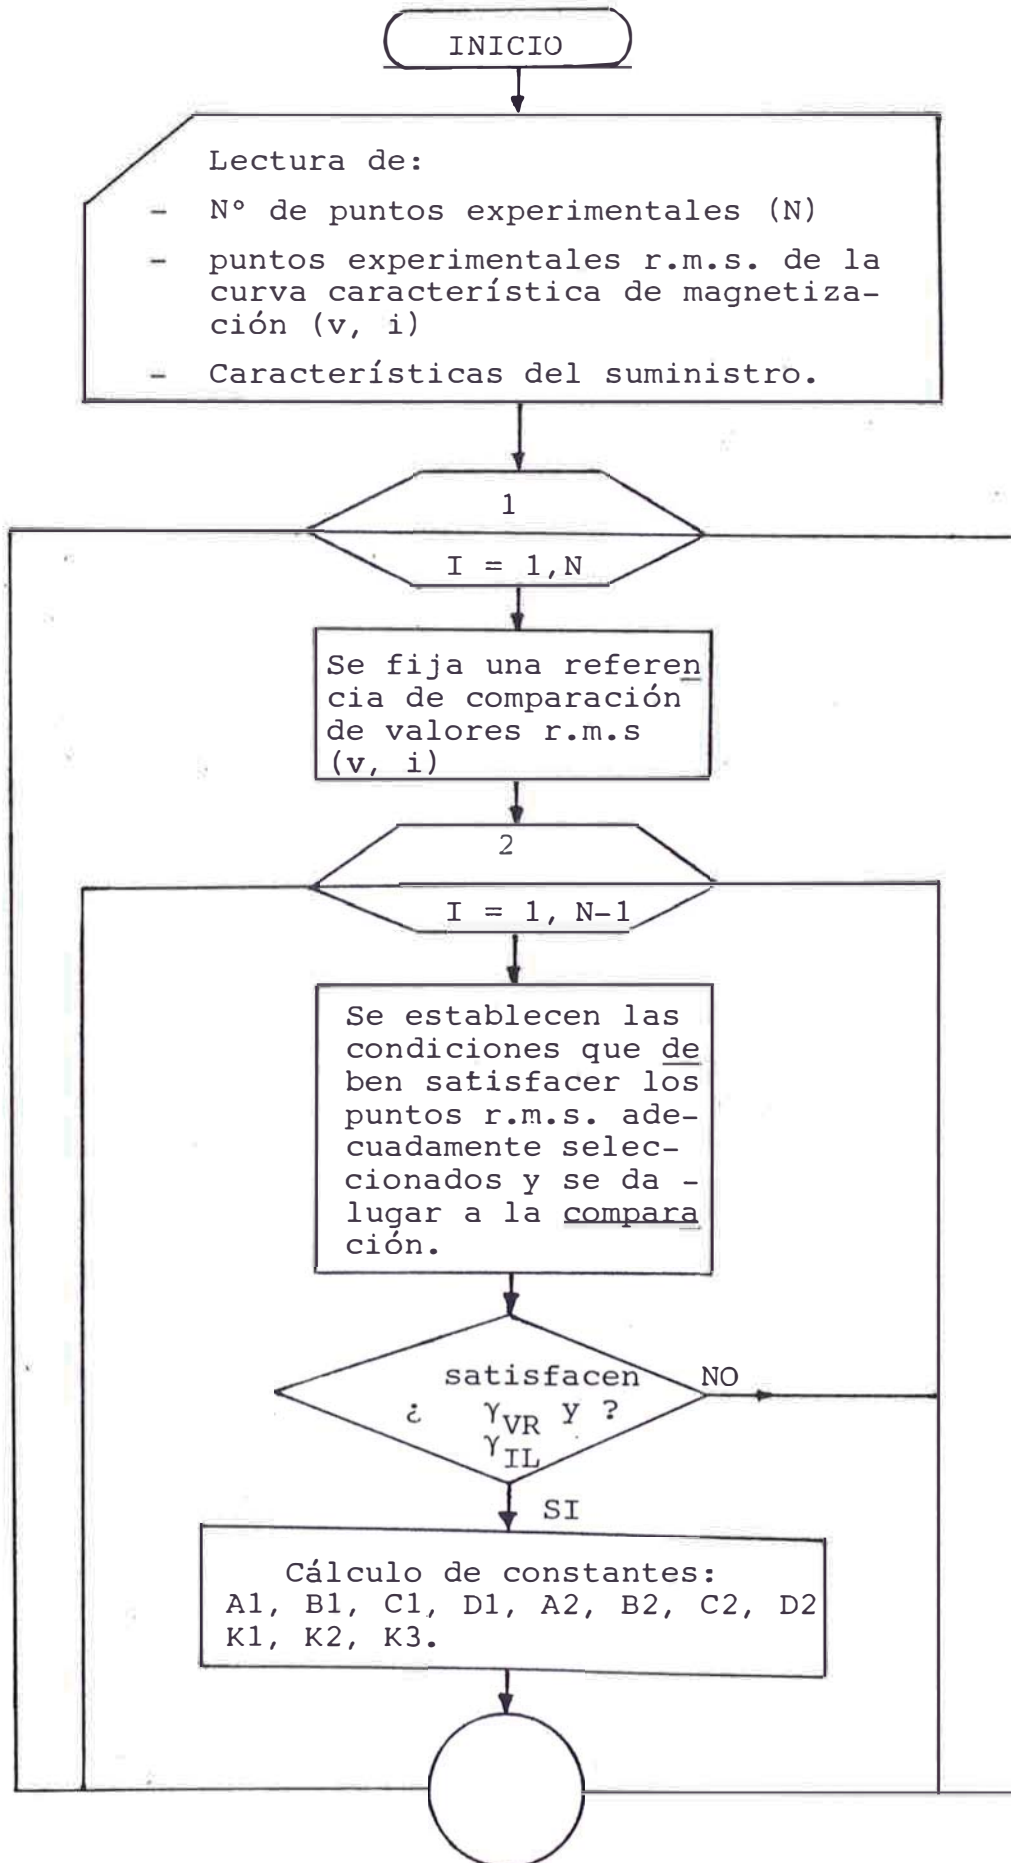 INICIO
Lectura de:
- N° de puntos experimentales (N)
- puntos experimentales r.m.s. de la
curva característica de magnetiza-
ción (v, i)
- Características del suministro.
1
I = 1,N
Se fija una referen
cia de comparación
de valores r.m.s
(v, i)
2
I = 1, N-1
Se establecen las
condiciones que de
ben satisfacer los
puntos r.m.s. ade-
cuadamente selec-
cionados y se da -
lugar a la compara
ción.
satisfacen
NO
¿ γVR y ?
γIL
SI
Cálculo de constantes:
A1, B1, C1, D1, A2, B2, C2, D2
K1, K2, K3.